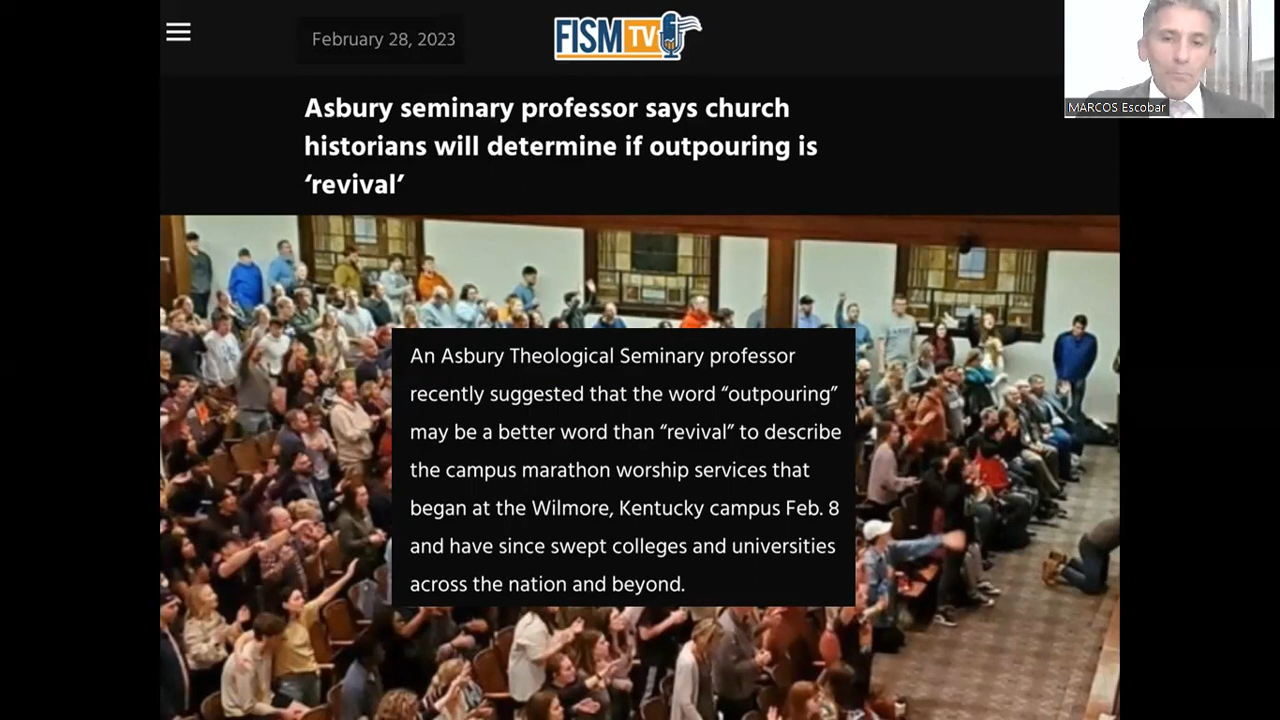 February 28, 2023
FISM TV
MARCOS Escobar
Asbury seminary professor says church
historians will determine if outpouring is
‘revival’
An Asbury Theological Seminary professor
recently suggested that the word “outpouring”
may be a better word than “revival” to describe
the campus marathon worship services that
began at the Wilmore, Kentucky campus Feb. 8
and have since swept colleges and universities
across the nation and beyond.